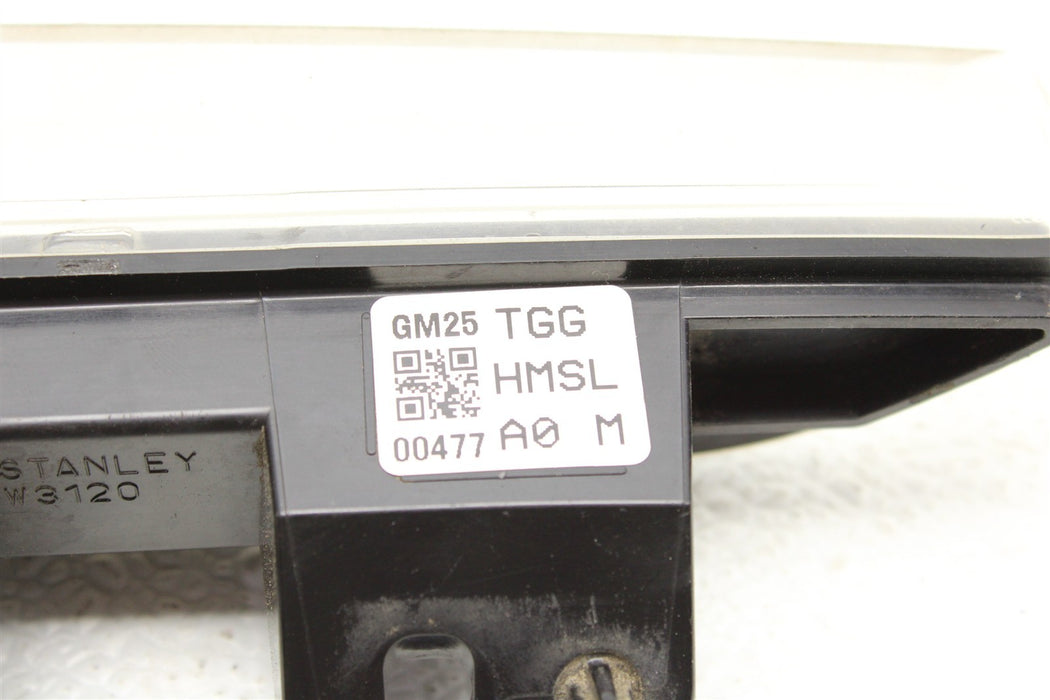 GM25 TGG
HMSL
00477 A0 M
STANLEY
W3120